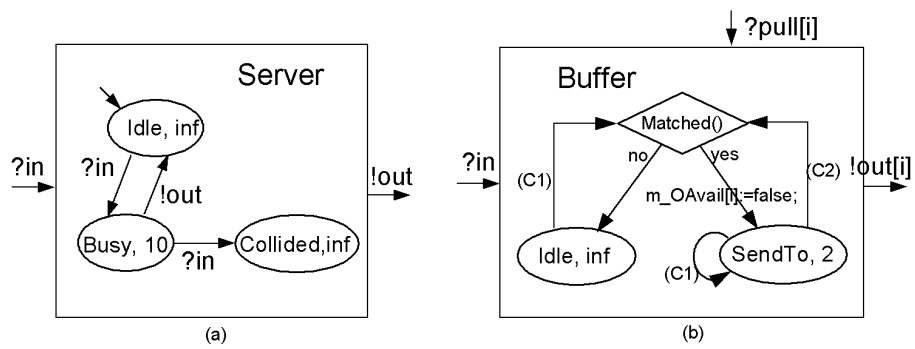 ?pull[i]
Server
Buffer
Idle, inf
Matched()
?in
?in
!out
!out
?in
no
yes
(C1)
(C2)
!out[i]
m_OAvail[i]:=false;
Busy, 10
Collided,inf
?in
Idle, inf
(C1)
SendTo, 2
(a)
(b)